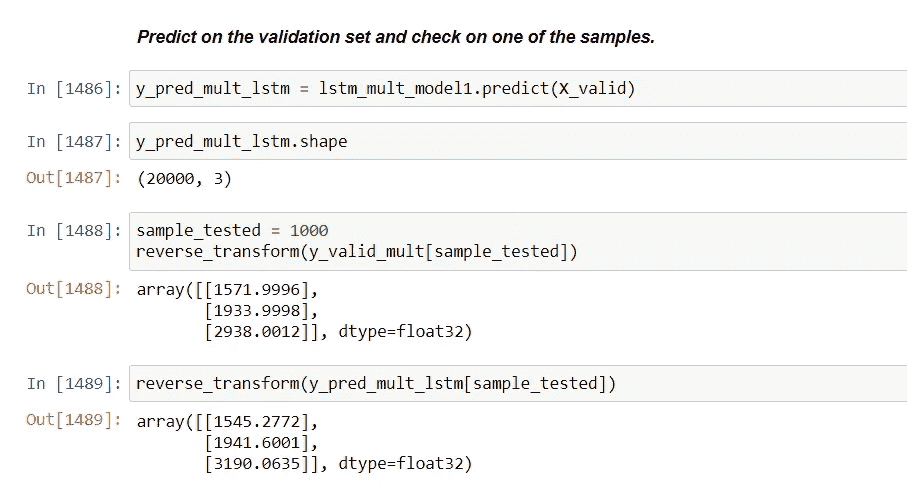 Predict on the validation set and check on one of the samples.
In [1486]: y_pred_mult_lstm = lstm_mult_model1.predict(X_valid)
In [1487]: y_pred_mult_lstm.shape
Out[1487]: (20000, 3)
In [1488]: sample_tested = 1000
reverse_transform(y_valid_mult[sample_tested])
Out[1488]: array([[1571.9996],
[1933.9998],
[2938.0012]], dtype=float32)
In [1489]: reverse_transform(y_pred_mult_lstm[sample_tested])
Out[1489]: array([[1545.2772],
[1941.6001],
[3190.0635]], dtype=float32)